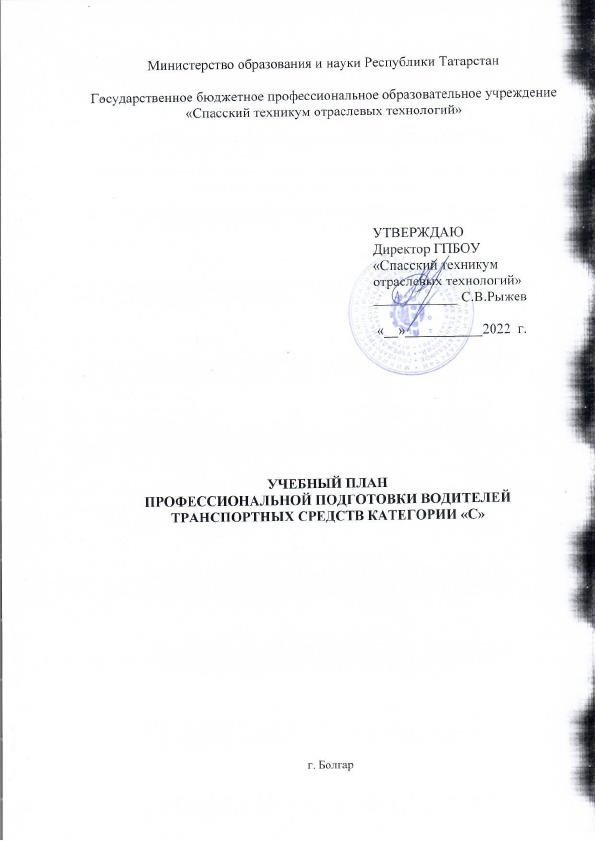 Министерство образования и науки Республики Татарстан
Государственное бюджетное профессиональное образовательное учреждение
«Спасский техникум отраслевых технологий»
УТВЕРЖДАЮ
Директор ГПБОУ
«Спасский техникум
отраслевых технологий»
____________ С.В.Рыжев
«__»___________2022 г.
УЧЕБНЫЙ ПЛАН
ПРОФЕССИОНАЛЬНОЙ ПОДГОТОВКИ ВОДИТЕЛЕЙ
ТРАНСПОРТНЫХ СРЕДСТВ КАТЕГОРИИ «С»
г. Болгар